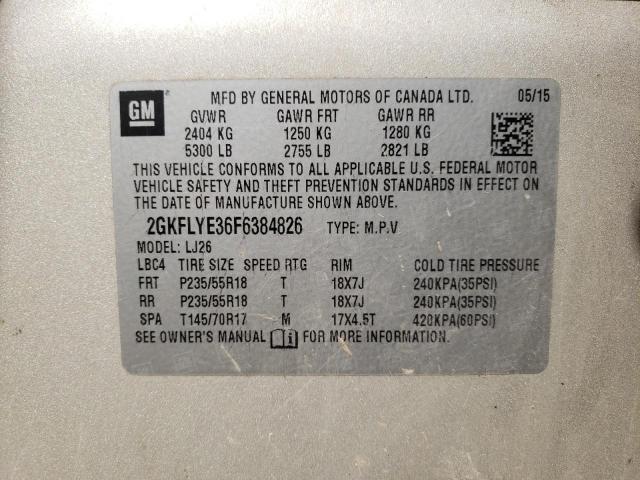 GM
MFD BY GENERAL MOTORS OF CANADA LTD. 05/15
GVWR GAWR FRT GAWR RR
2404 KG 1250 KG 1280 KG
5300 LB 2755 LB 2821 LB
THIS VEHICLE CONFORMS TO ALL APPLICABLE U.S. FEDERAL MOTOR
VEHICLE SAFETY AND THEFT PREVENTION STANDARDS IN EFFECT ON
THE DATE OF MANUFACTURE SHOWN ABOVE.
2GKFLYE36F6384826 TYPE: M.P.V
MODEL: LJ26
LBC4 TIRE SIZE SPEED RTG RIM COLD TIRE PRESSURE
FRT P235/55R18 T 18X7J 240KPA(35PSI)
RR P235/55R18 T 18X7J 240KPA(35PSI)
SPA T145/70R17 M 17X4.5T 420KPA(60PSI)
SEE OWNER'S MANUAL FOR MORE INFORMATION.